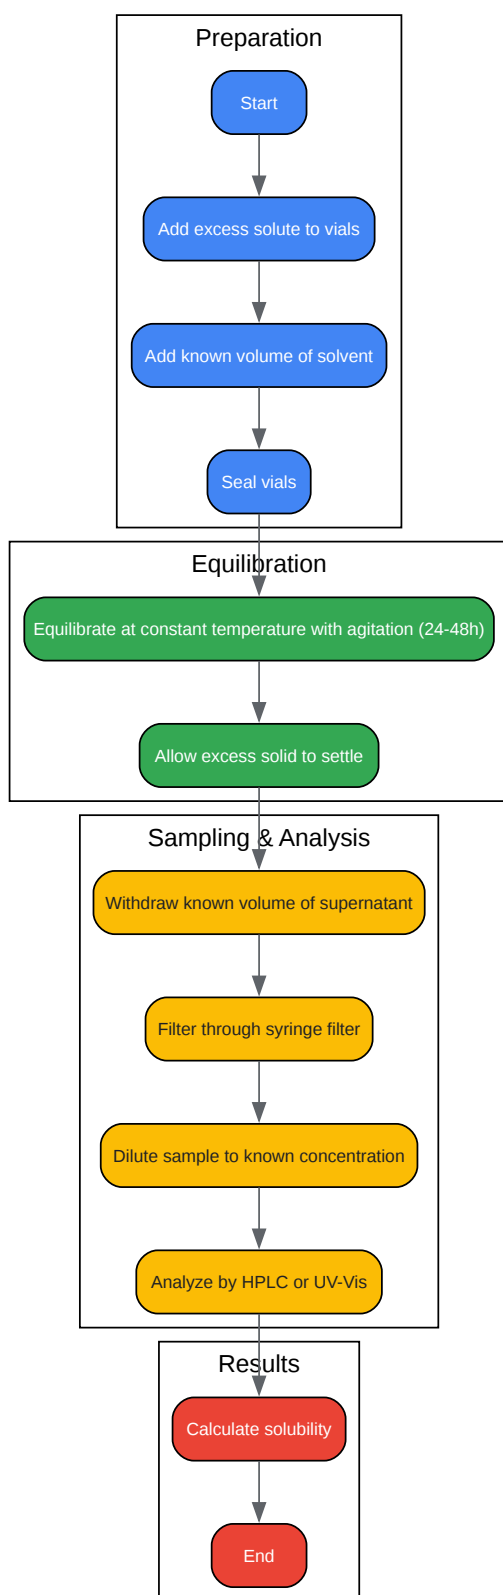 Preparation
Start
Add excess solute to vials
Add known volume of solvent
Seal vials
Equilibration
Equilibrate at constant temperature with agitation (24-48h)
Allow excess solid to settle
Sampling & Analysis
Withdraw known volume of supernatant
Filter through syringe filter
Dilute sample to known concentration
Analyze by HPLC or UV-Vis
Results
Calculate solubility
End